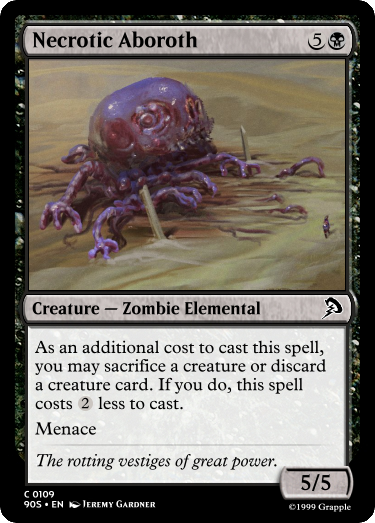 Necrotic Aboroth 5
Creature — Zombie Elemental
As an additional cost to cast this spell,
you may sacrifice a creature or discard
a creature card. If you do, this spell
costs 2 less to cast.
Menace
The rotting vestiges of great power.
5/5
C 0109
90S • EN Jeremy Gardner
©1999 Grapple